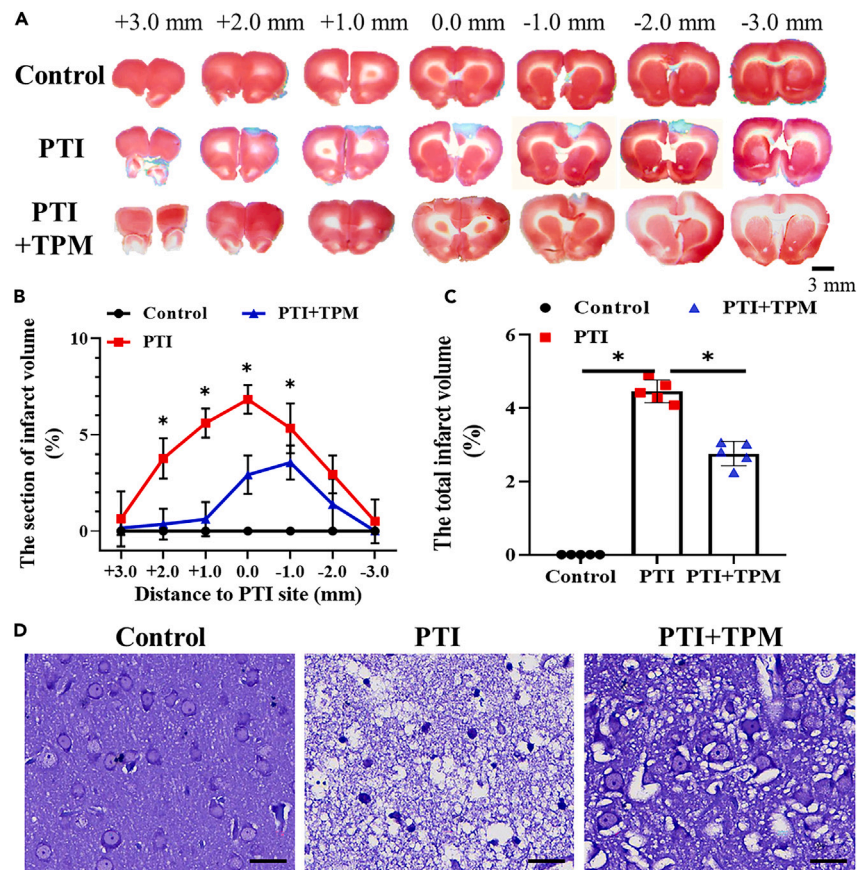 A
+3.0 mm +2.0 mm +1.0 mm 0.0 mm -1.0 mm -2.0 mm -3.0 mm
Control
PTI
PTI
+TPM
3 mm
B
Control PTI+TPM
PTI
The section of infarct volume
(%)
10
5
0
+3.0 +2.0 +1.0 0.0 -1.0 -2.0 -3.0
Distance to PTI site (mm)
* * * *
C
Control PTI+TPM
PTI
The total infarct volume
(%)
6
4
2
0
* *
Control PTI PTI+TPM
D
Control PTI PTI+TPM